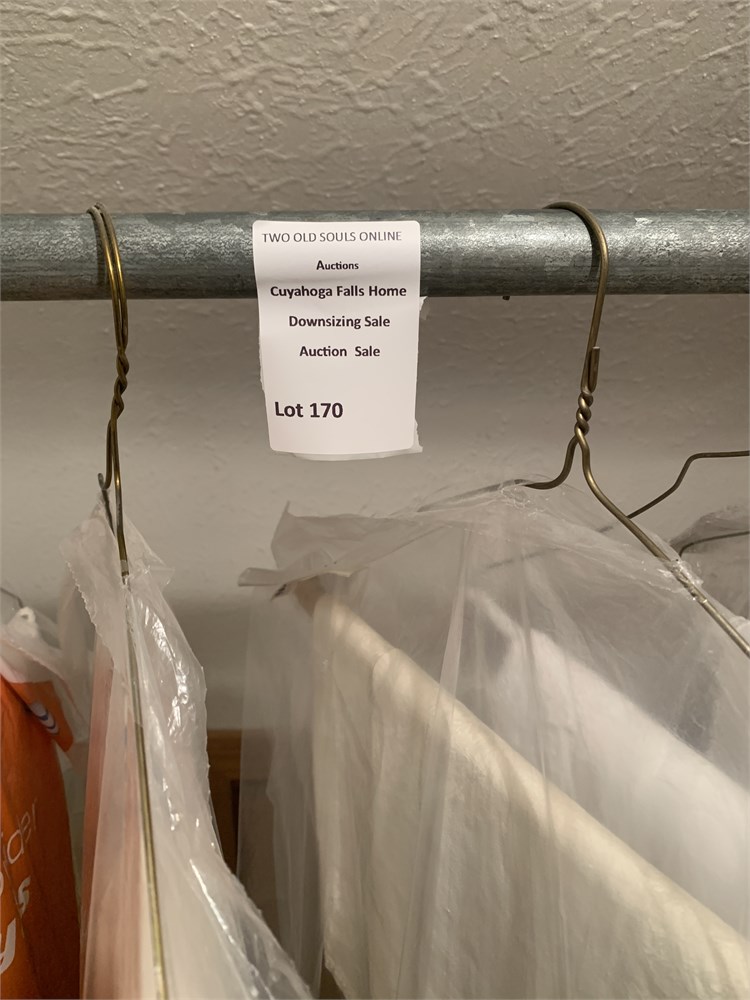 TWO OLD SOULS ONLINE
Auctions
Cuyahoga Falls Home
Downsizing Sale
Auction Sale
Lot 170